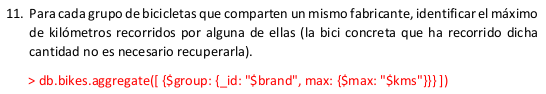 11. Para cada grupo de bicicletas que comparten un mismo fabricante, identificar el máximo
de kilómetros recorridos por alguna de ellas (la bici concreta que ha recorrido dicha
cantidad no es necesario recuperarla).
> db.bikes.aggregate([ {$group: {_id: "$brand", max: {$max: "$kms"}}} ])